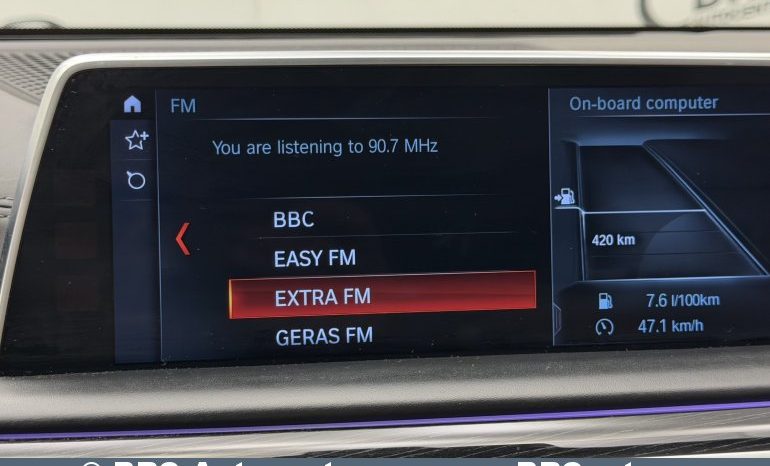 FM
On-board computer
You are listening to 90.7 MHz
BBC
EASY FM
EXTRA FM
GERAS FM
420 km
7.6 l/100km
47.1 km/h